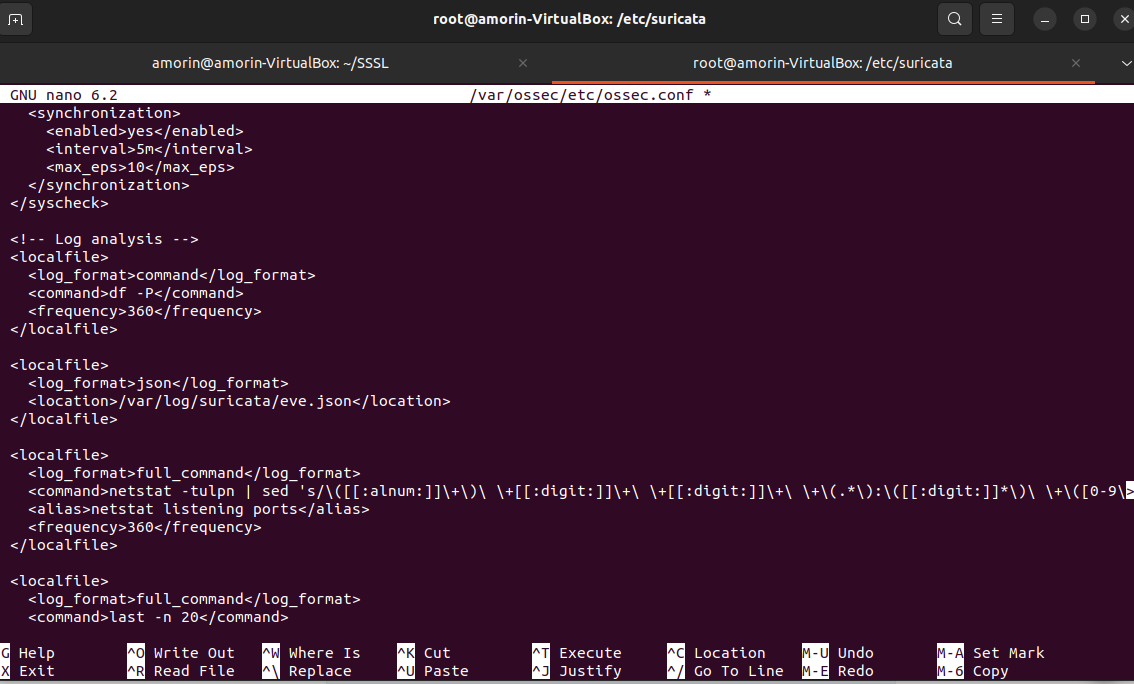 root@amorin-VirtualBox: /etc/suricata
amorin@amorin-VirtualBox: ~/SSSL
root@amorin-VirtualBox: /etc/suricata
GNU nano 6.2 /var/ossec/etc/ossec.conf *
<synchronization>
<enabled>yes</enabled>
<interval>5m</interval>
<max_eps>10</max_eps>
</synchronization>
</syscheck>
<!-- Log analysis -->
<localfile>
<log_format>command</log_format>
<command>df -P</command>
<frequency>360</frequency>
</localfile>
<localfile>
<log_format>json</log_format>
<location>/var/log/suricata/eve.json</location>
</localfile>
<localfile>
<log_format>full_command</log_format>
<command>netstat -tulpn | sed 's/\([[:alnum:]]\+\)\ \+[[:digit:]]\+\ \+[[:digit:]]\+\ \+\(.*\):\([[:digit:]]*\)\ \+\([0-9\>
<alias>netstat listening ports</alias>
<frequency>360</frequency>
</localfile>
<localfile>
<log_format>full_command</log_format>
<command>last -n 20</command>
G Help ^O Write Out ^W Where Is ^K Cut ^T Execute ^C Location M-U Undo M-A Set Mark
X Exit ^R Read File ^\ Replace ^U Paste ^J Justify ^/ Go To Line M-E Redo M-6 Copy